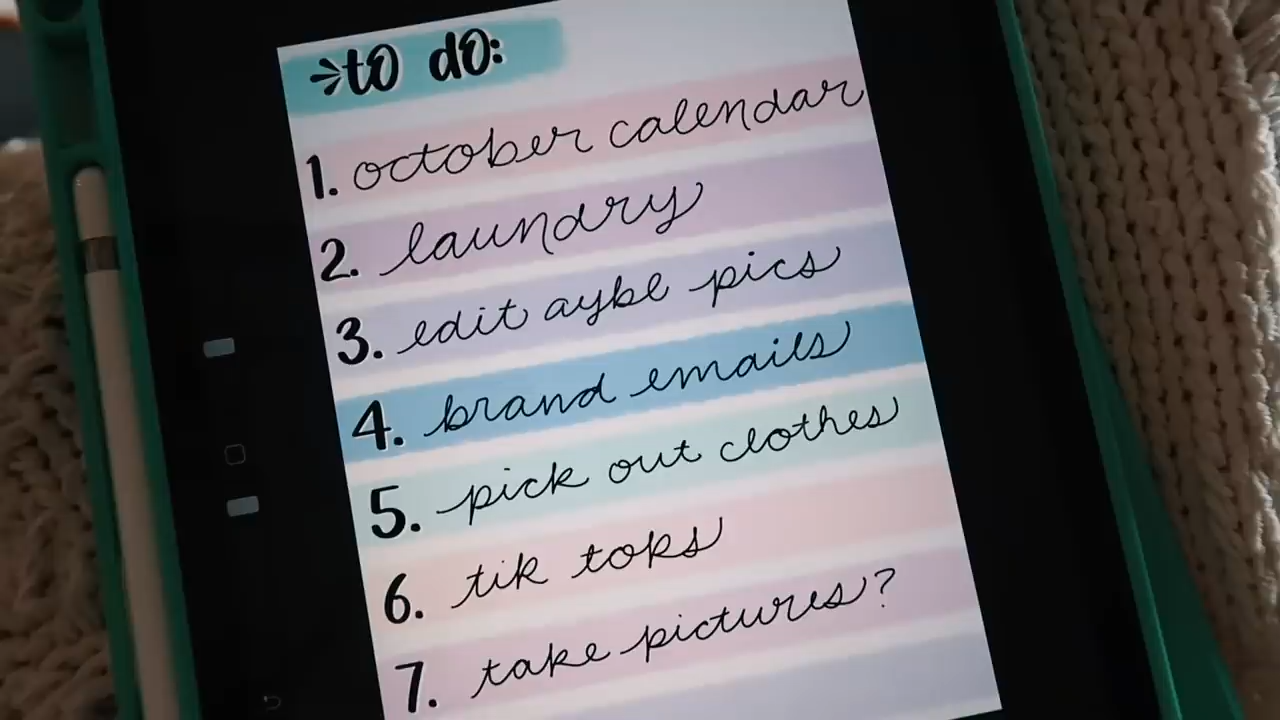 to do:
1. october calendar
2. laundry
3. edit aybl pics
4. brand emails
5. pick out clothes
6. tik toks
7. take pictures?